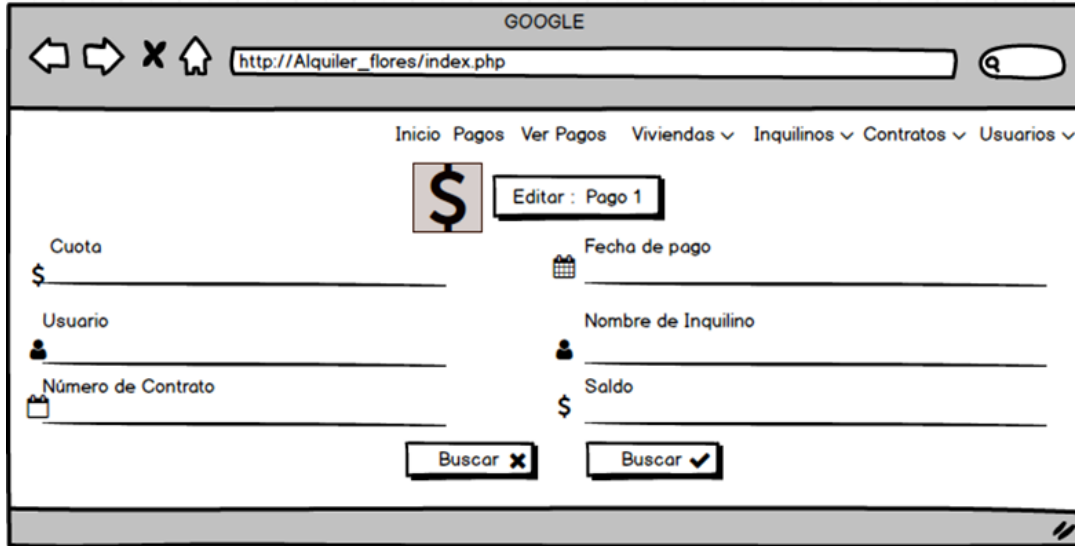 GOOGLE
http://Alquiler_flores/index.php
Inicio Pagos Ver Pagos Viviendas Inquilinos Contratos Usuarios
$ Editar : Pago 1
Cuota
$
Fecha de pago
Usuario
Nombre de Inquilino
Número de Contrato
Saldo
$
Buscar
Buscar